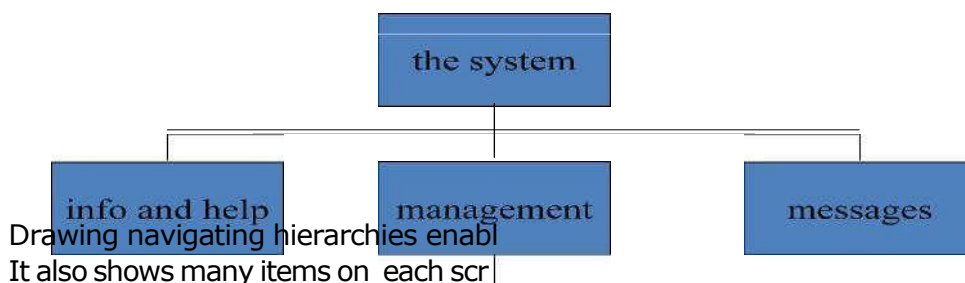 the system
info and help
management
messages
Drawing navigating hierarchies enabl
It also shows many items on each scr